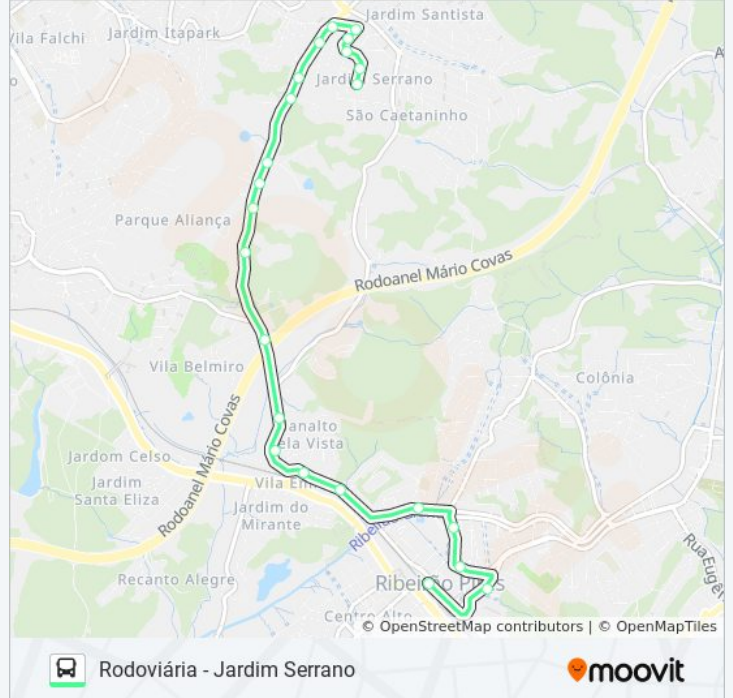 Jardim Santista
Vila Falchi
Jardim Itapark
Jardim Serrano
São Caetaninho
Parque Aliança
Rodoanel Mário Covas
Vila Belmiro
Colônia
Rodoanel Mário Covas
Jardom Celso
Jardim
Santa Eliza
Jardim do
Mirante
Recanto Alegre
Centro Alto
© OpenStreetMap contributors | © OpenMapTiles
Rodoviária - Jardim Serrano
moovit